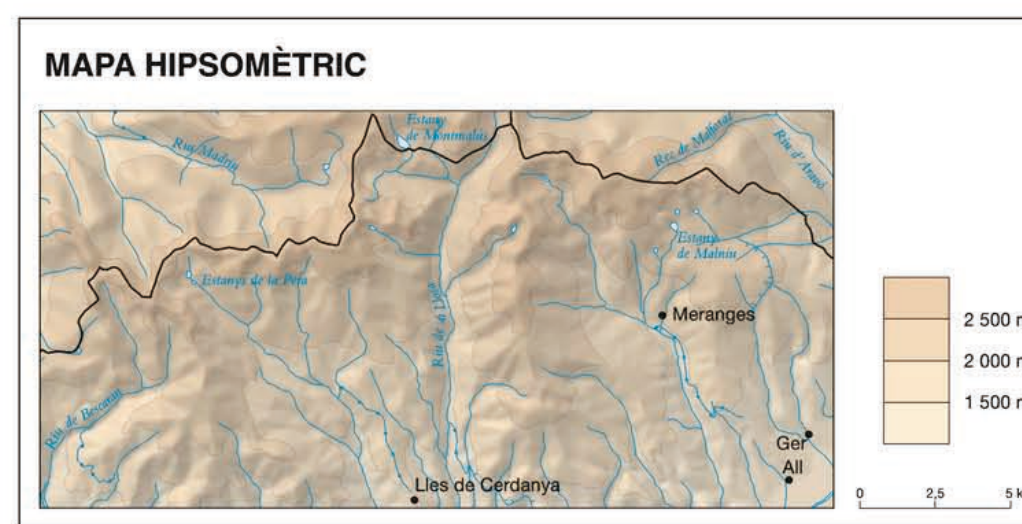 MAPA HIPSOMÈTRIC
Estany
de Montmalús
Riu Madriu
Rec de Malforat
Riu d'Aravó
Estany
de Malniu
Estanys de la Pera
Riu de la Llosa
Meranges
Riu de Bescaran
Ger
All
Lles de Cerdanya
2 500 m
2 000 m
1 500 m
0 2,5 5 k